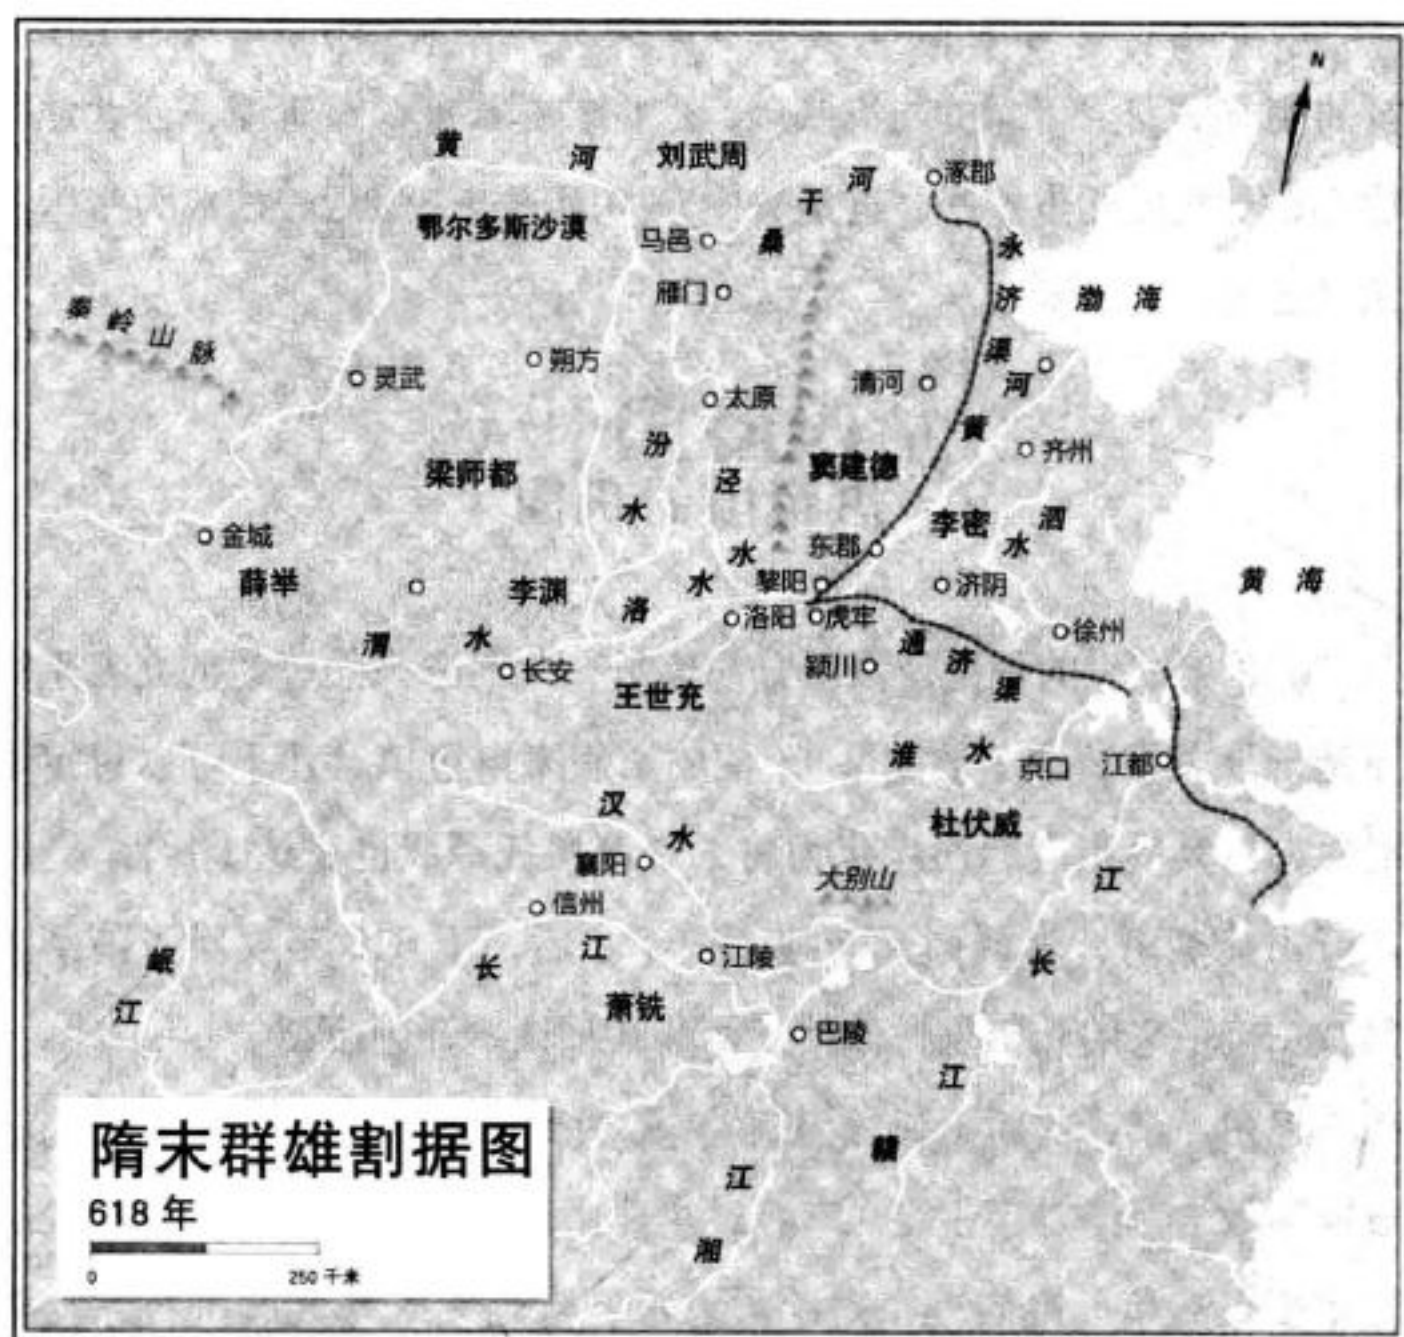 N
黄河
刘武周
桑干河
涿郡
鄂尔多斯沙漠
马邑
永济渠
雁门
渤海
秦岭山脉
朔方
灵武
太原
清河
黄河
汾水
梁师都
泾水
窦建德
齐州
李密
泗水
金城
东郡
薛举
李渊
洛水
黎阳
济阴
黄海
渭水
洛阳
虎牢
通济渠
徐州
长安
颍川
王世充
淮水
京口
江都
汉水
杜伏威
襄阳
大别山
信州
长江
江陵
长江
岷江
萧铣
巴陵
江
湘江
隋末群雄割据图
618 年
0 250 千米